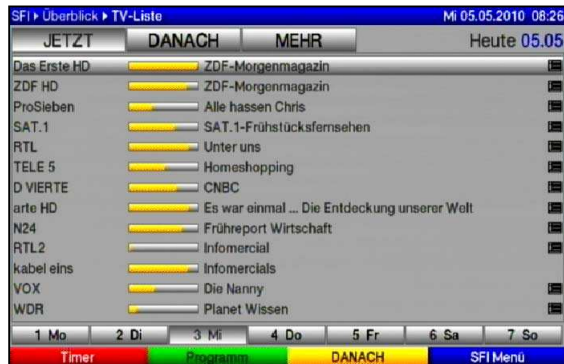 SFI ▸ Überblick ▸ TV-Liste Mi 05.05.2010 08:26
JETZT DANACH MEHR Heute 05.05
Das Erste HD ZDF-Morgenmagazin
ZDF HD ZDF-Morgenmagazin
ProSieben Alle hassen Chris
SAT.1 SAT.1-Frühstücksfernsehen
RTL Unter uns
TELE 5 Homeshopping
D VIERTE CNBC
arte HD Es war einmal ... Die Entdeckung unserer Welt
N24 Frühreport Wirtschaft
RTL2 Infomercial
kabel eins Infomercials
VOX Die Nanny
WDR Planet Wissen
1 Mo 2 Di 3 Mi 4 Do 5 Fr 6 Sa 7 So
Timer Programm DANACH SFI Menü